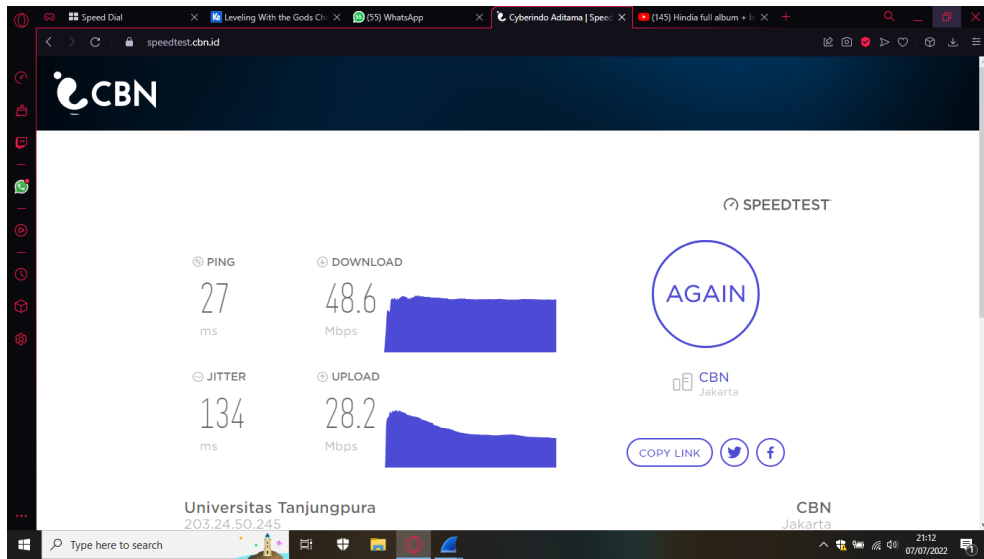 Speed Dial
Leveling With the Gods Ch
(55) WhatsApp
Cyberindo Aditama | Speed
(145) Hindia full album + li
speedtest.cbn.id
CBN
SPEEDTEST
PING
27
ms
DOWNLOAD
48.6
Mbps
AGAIN
JITTER
134
ms
UPLOAD
28.2
Mbps
CBN
Jakarta
COPY LINK
Universitas Tanjungpura
203.24.50.245
CBN
Jakarta
Type here to search
21:12
07/07/2022